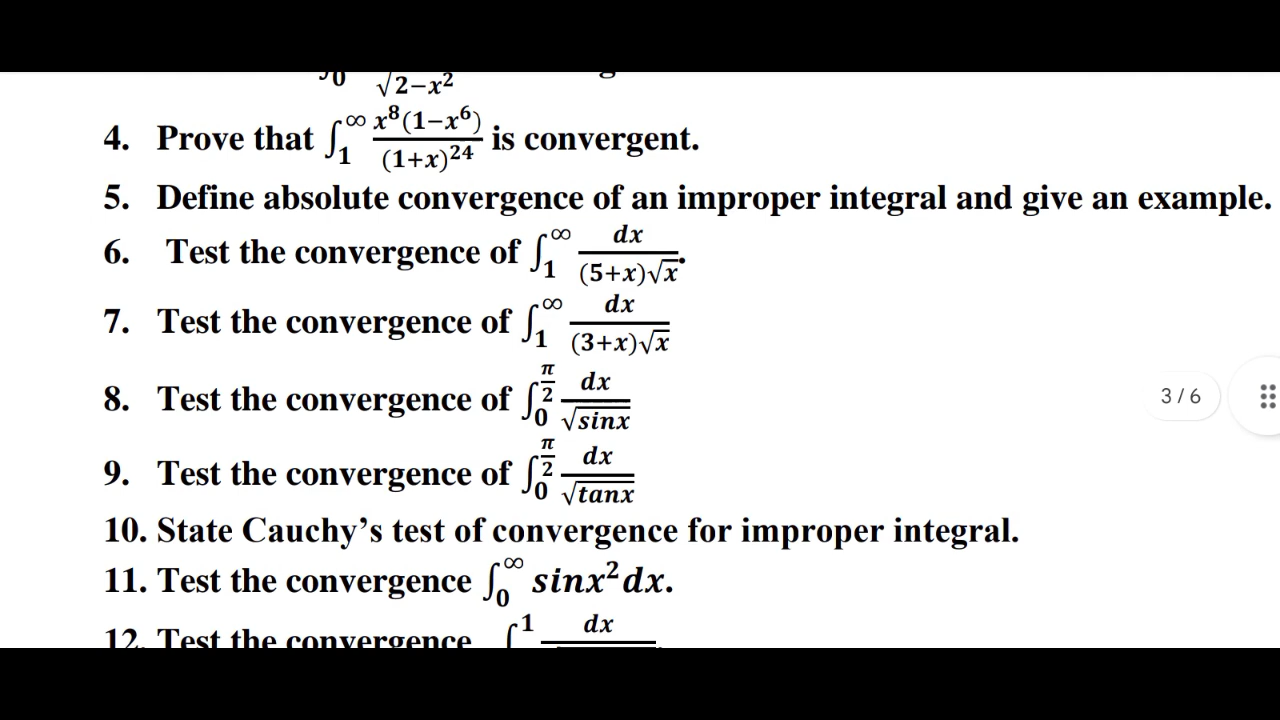 ∫₀ √2−x²
4. Prove that ∫₁^∞ x⁸(1−x⁶)/(1+x)²⁴ is convergent.
5. Define absolute convergence of an improper integral and give an example.
6. Test the convergence of ∫₁^∞ dx/((5+x)√x).
7. Test the convergence of ∫₁^∞ dx/((3+x)√x)
8. Test the convergence of ∫₀^(π/2) dx/√sinx
9. Test the convergence of ∫₀^(π/2) dx/√tanx
3 / 6
10. State Cauchy’s test of convergence for improper integral.
11. Test the convergence ∫₀^∞ sinx²dx.
12. Test the convergence ∫¹ dx